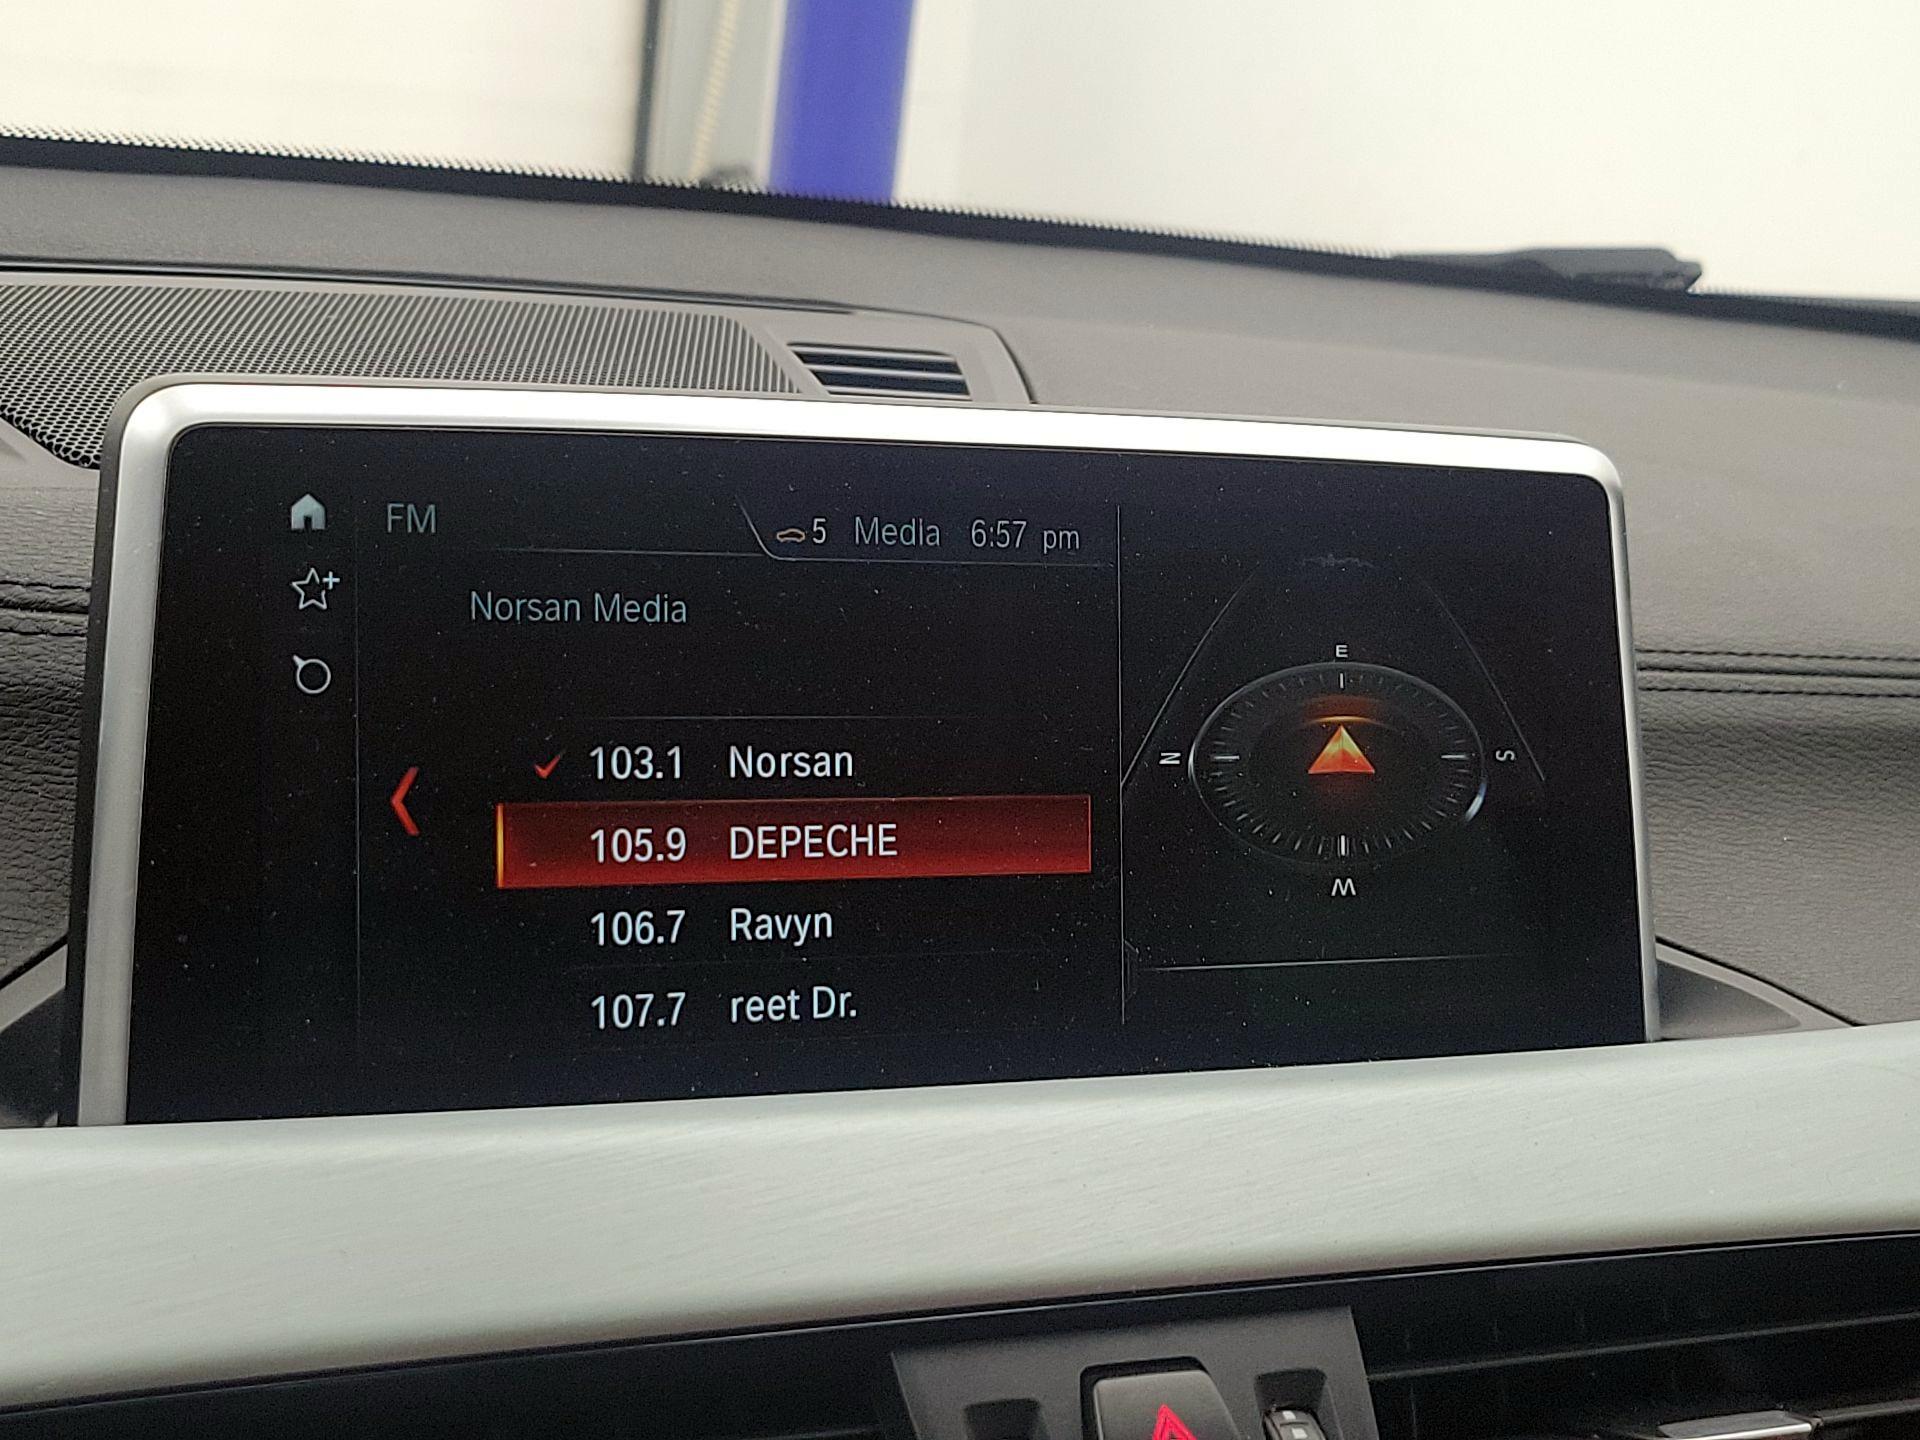 FM
5 Media 6:57 pm
Norsan Media
103.1 Norsan
105.9 DEPECHE
106.7 Ravyn
107.7 reet Dr.
E
N
S
W